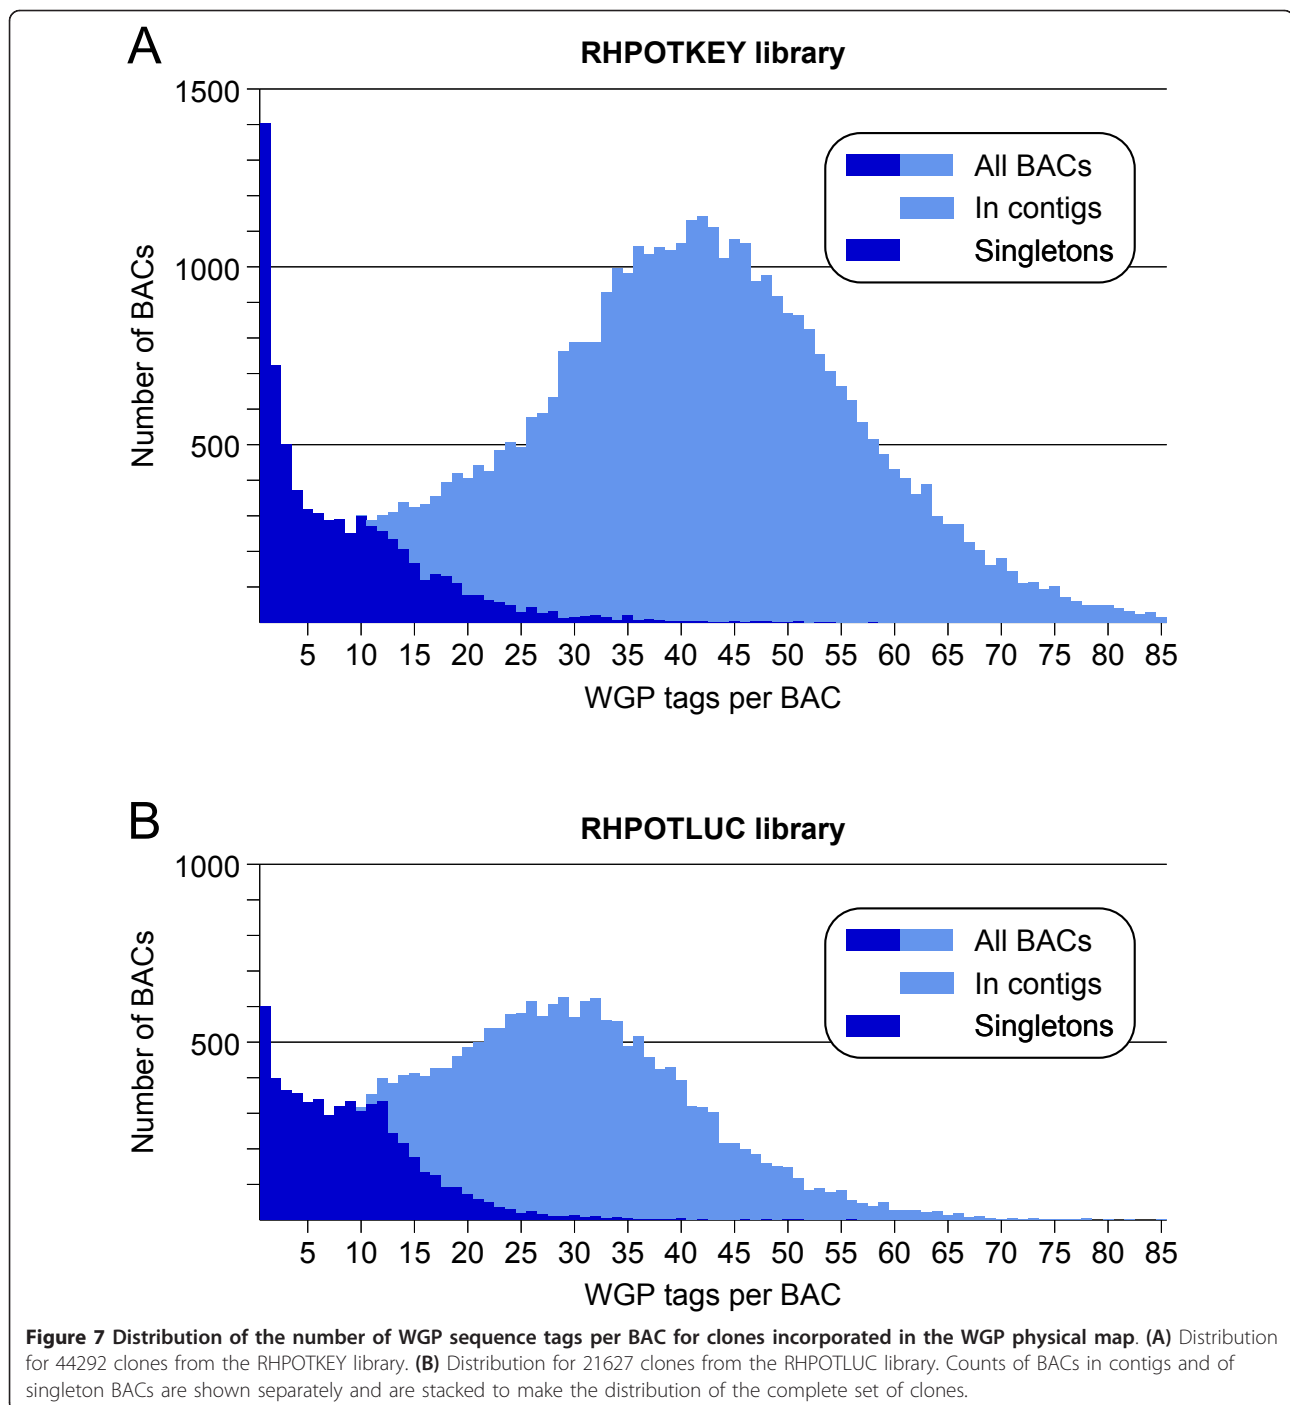 A
RHPOTKEY library
1500
1000
500
Number of BACs
All BACs
In contigs
Singletons
5 10 15 20 25 30 35 40 45 50 55 60 65 70 75 80 85
WGP tags per BAC
B
RHPOTLUC library
1000
500
Number of BACs
All BACs
In contigs
Singletons
5 10 15 20 25 30 35 40 45 50 55 60 65 70 75 80 85
WGP tags per BAC
Figure 7 Distribution of the number of WGP sequence tags per BAC for clones incorporated in the WGP physical map. (A) Distribution
for 44292 clones from the RHPOTKEY library. (B) Distribution for 21627 clones from the RHPOTLUC library. Counts of BACs in contigs and of
singleton BACs are shown separately and are stacked to make the distribution of the complete set of clones.